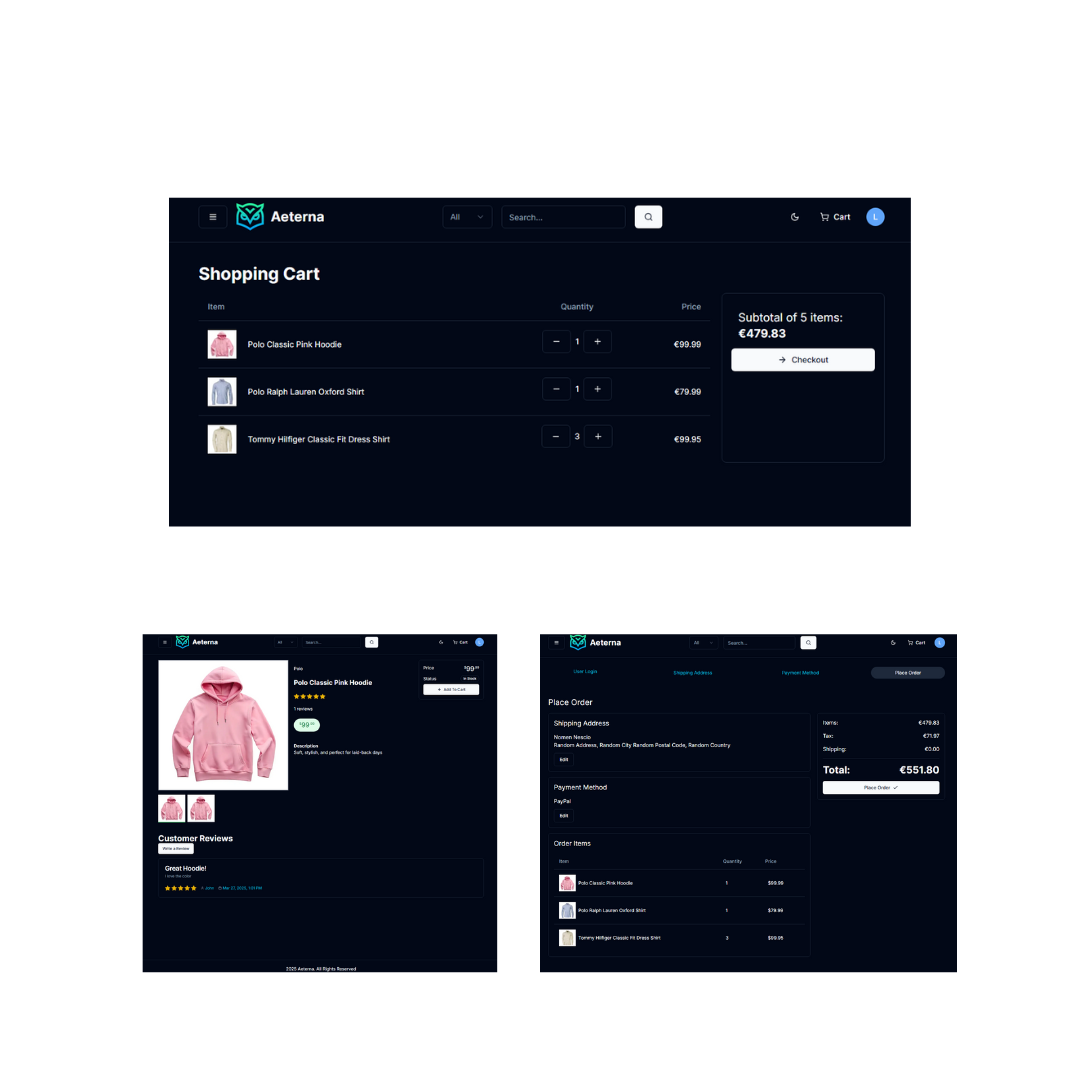 Aeterna
All
Search...
Cart
L
Shopping Cart
Item Quantity Price
Polo Classic Pink Hoodie − 1 + €99.99
Polo Ralph Lauren Oxford Shirt − 1 + €79.99
Tommy Hilfiger Classic Fit Dress Shirt − 3 + €99.95
Subtotal of 5 items:
€479.83
→ Checkout
Aeterna
All
Search...
Cart
L
Polo
Polo Classic Pink Hoodie
1 reviews
$99.99
Description
Soft, stylish, and perfect for laid-back days
Price $99.99
Status In Stock
+ Add To Cart
Customer Reviews
Write a Review
Great Hoodie!
I love the color
John Mar 27, 2025, 1:03 PM
2025 Aeterna. All Rights Reserved
Aeterna
All
Search...
Cart
L
User Login
Shipping Address
Payment Method
Place Order
Place Order
Shipping Address
Nomen Nescio
Random Address, Random City Random Postal Code, Random Country
Edit
Payment Method
PayPal
Edit
Order Items
Item Quantity Price
Polo Classic Pink Hoodie 1 $99.99
Polo Ralph Lauren Oxford Shirt 1 $79.99
Tommy Hilfiger Classic Fit Dress Shirt 3 $99.95
Items: €479.83
Tax: €71.97
Shipping: €0.00
Total: €551.80
Place Order ✓